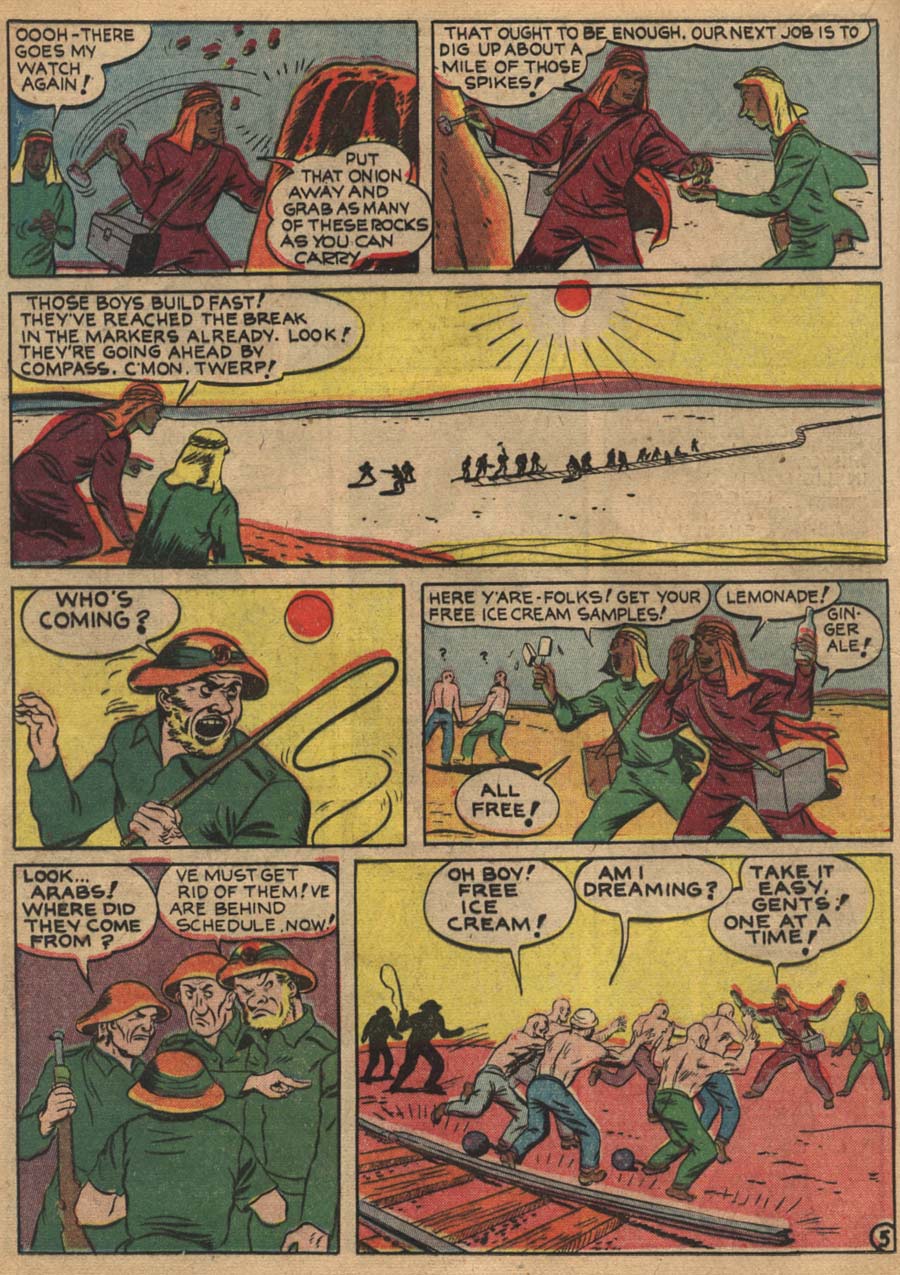 OOOH-THERE
GOES MY
WATCH
AGAIN!
PUT
THAT ONION
AWAY AND
GRAB AS MANY
OF THESE ROCKS
AS YOU CAN
CARRY
THAT OUGHT TO BE ENOUGH. OUR NEXT JOB IS TO
DIG UP ABOUT A
MILE OF THOSE
SPIKES!
THOSE BOYS BUILD FAST!
THEY'VE REACHED THE BREAK
IN THE MARKERS ALREADY. LOOK!
THEY'RE GOING AHEAD BY
COMPASS. C'MON. TWERP!
WHO'S
COMING?
HERE Y'ARE-FOLKS! GET YOUR
FREE ICE CREAM SAMPLES!
LEMONADE!
GIN-
GER
ALE!
? ?
ALL
FREE!
LOOK...
ARABS!
WHERE DID
THEY COME
FROM?
VE MUST GET
RID OF THEM! VE
ARE BEHIND
SCHEDULE, NOW!
OH BOY!
FREE
ICE
CREAM!
AM I
DREAMING?
TAKE IT
EASY,
GENTS!
ONE AT A
TIME!
5